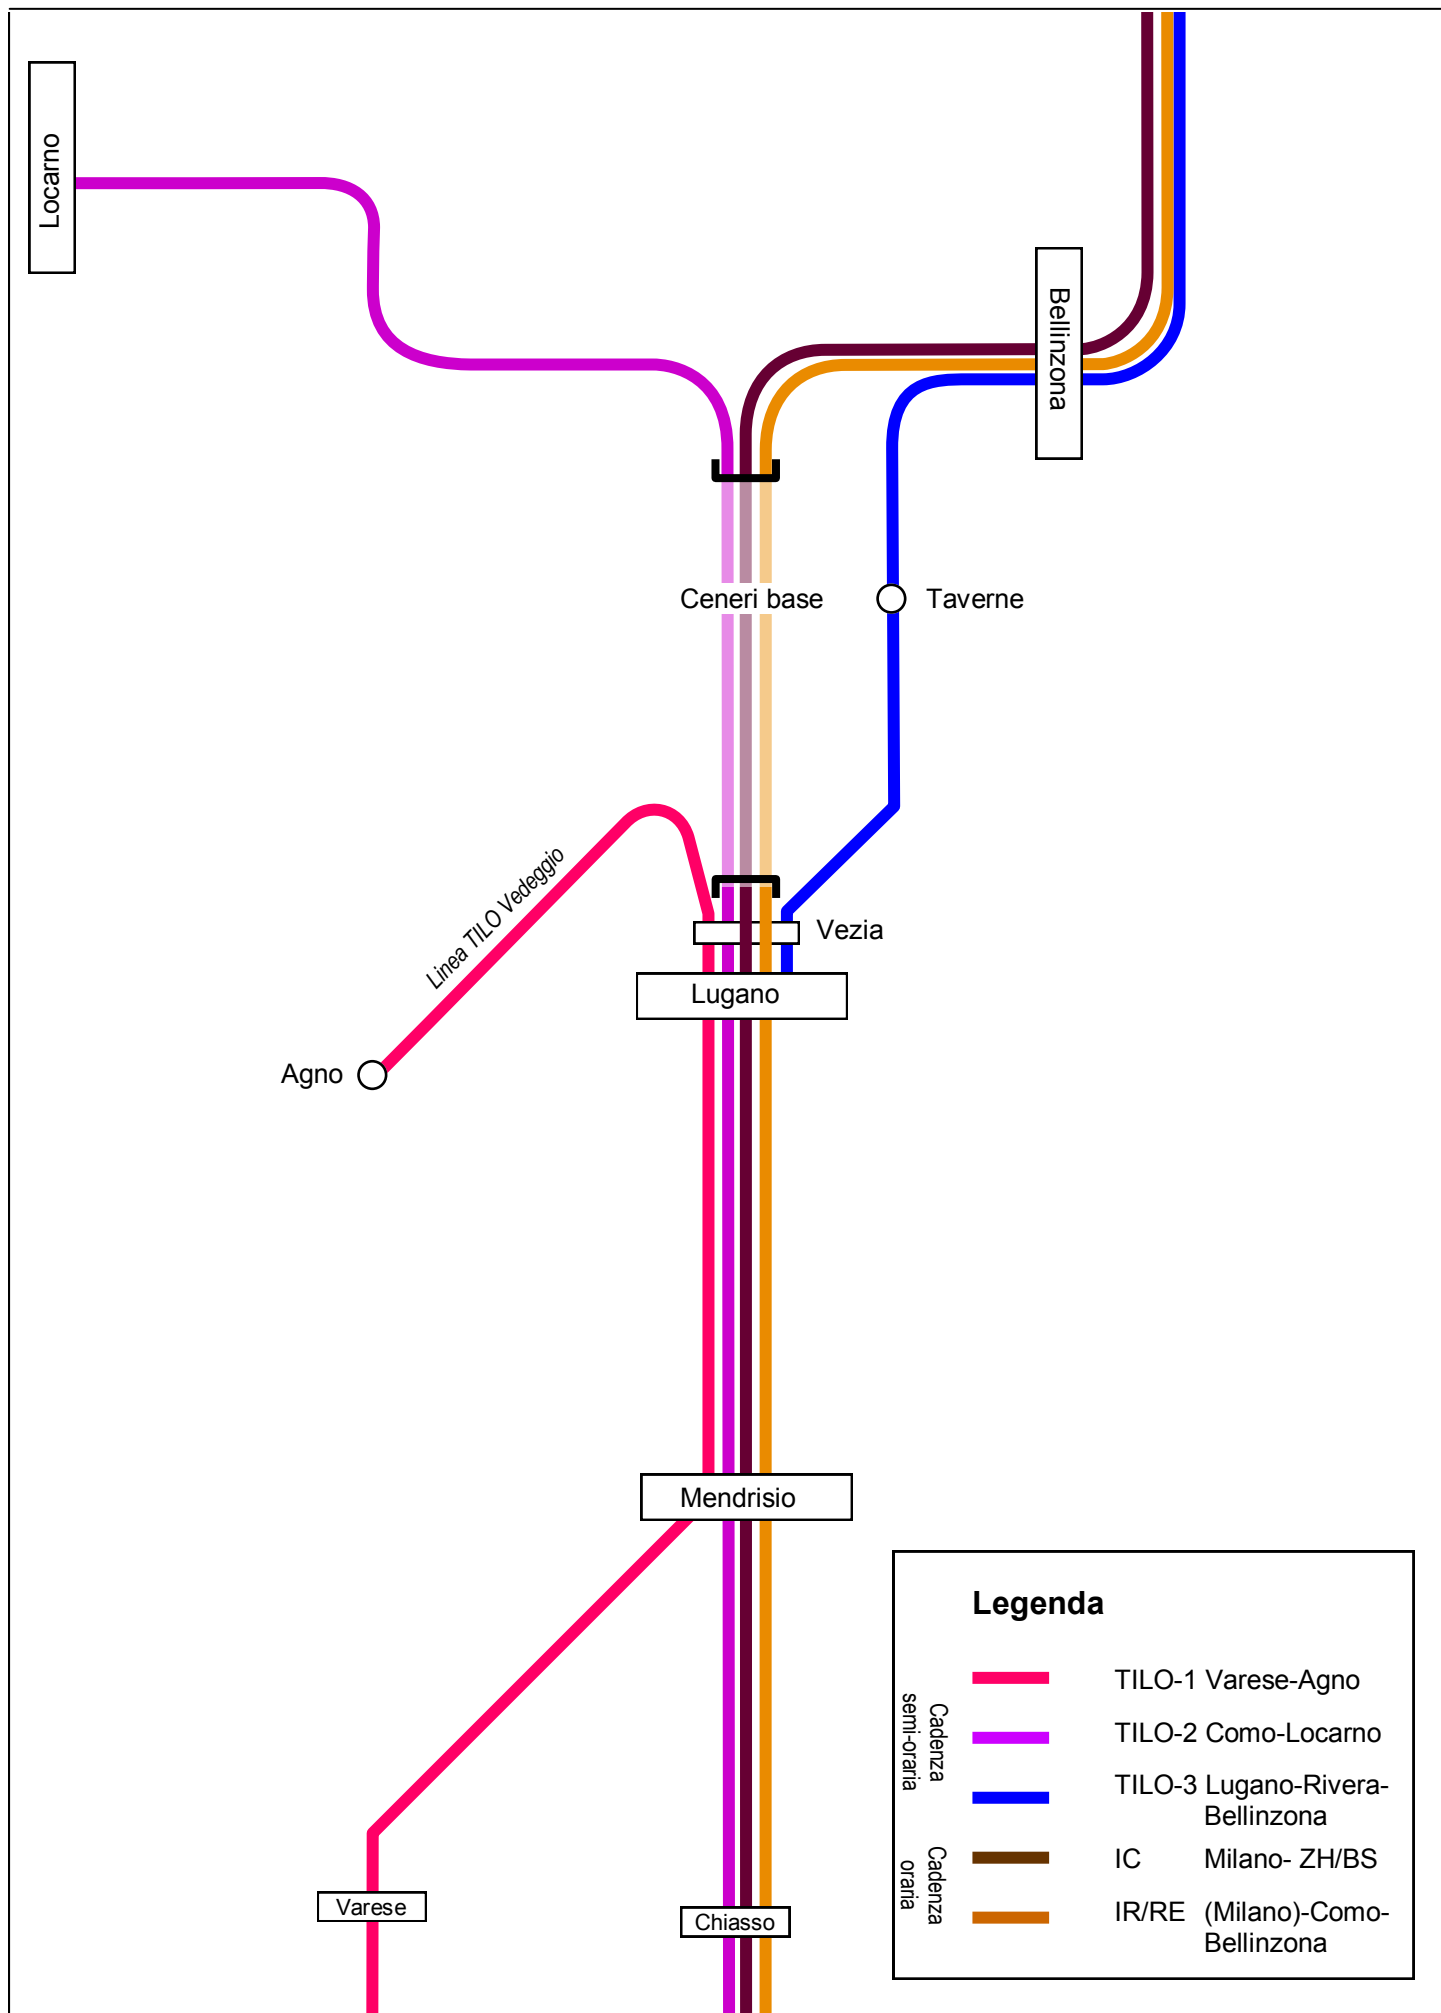 Locarno
Bellinzona
Ceneri base
Taverne
Linea TILO Vedeggio
Vezia
Lugano
Agno
Mendrisio
Varese
Chiasso
Legenda
Cadenza
semi-oraria
TILO-1 Varese-Agno
TILO-2 Como-Locarno
TILO-3 Lugano-Rivera-
Bellinzona
Cadenza
oraria
IC Milano- ZH/BS
IR/RE (Milano)-Como-
Bellinzona